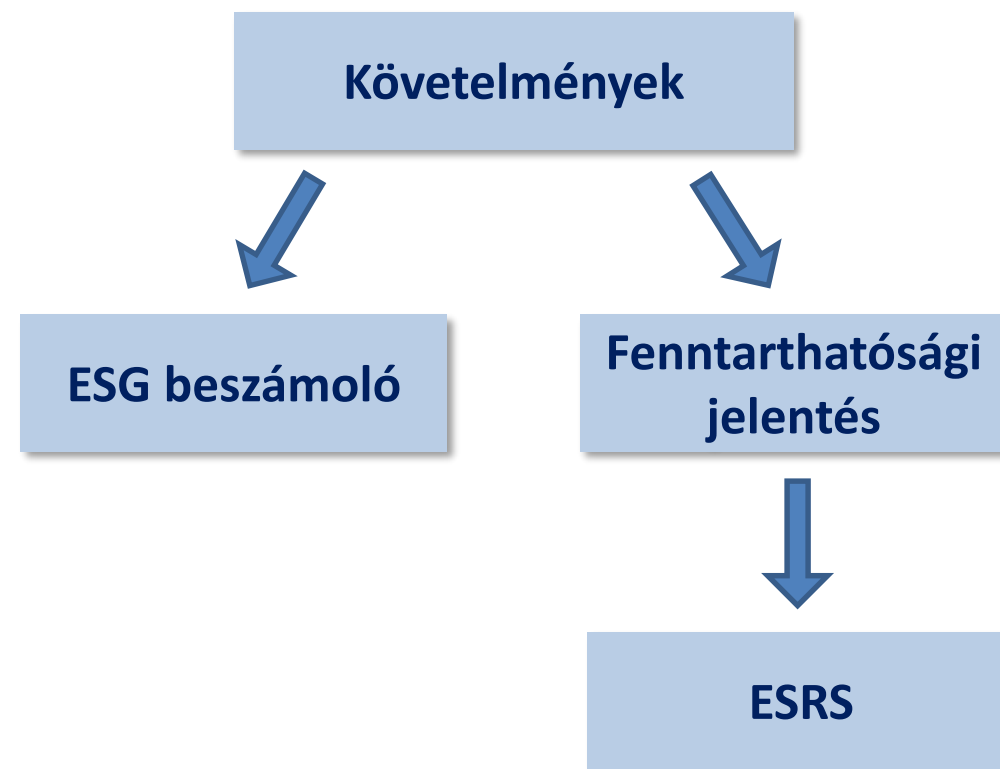 Követelmények
ESG beszámoló
Fenntarthatósági
jelentés
ESRS